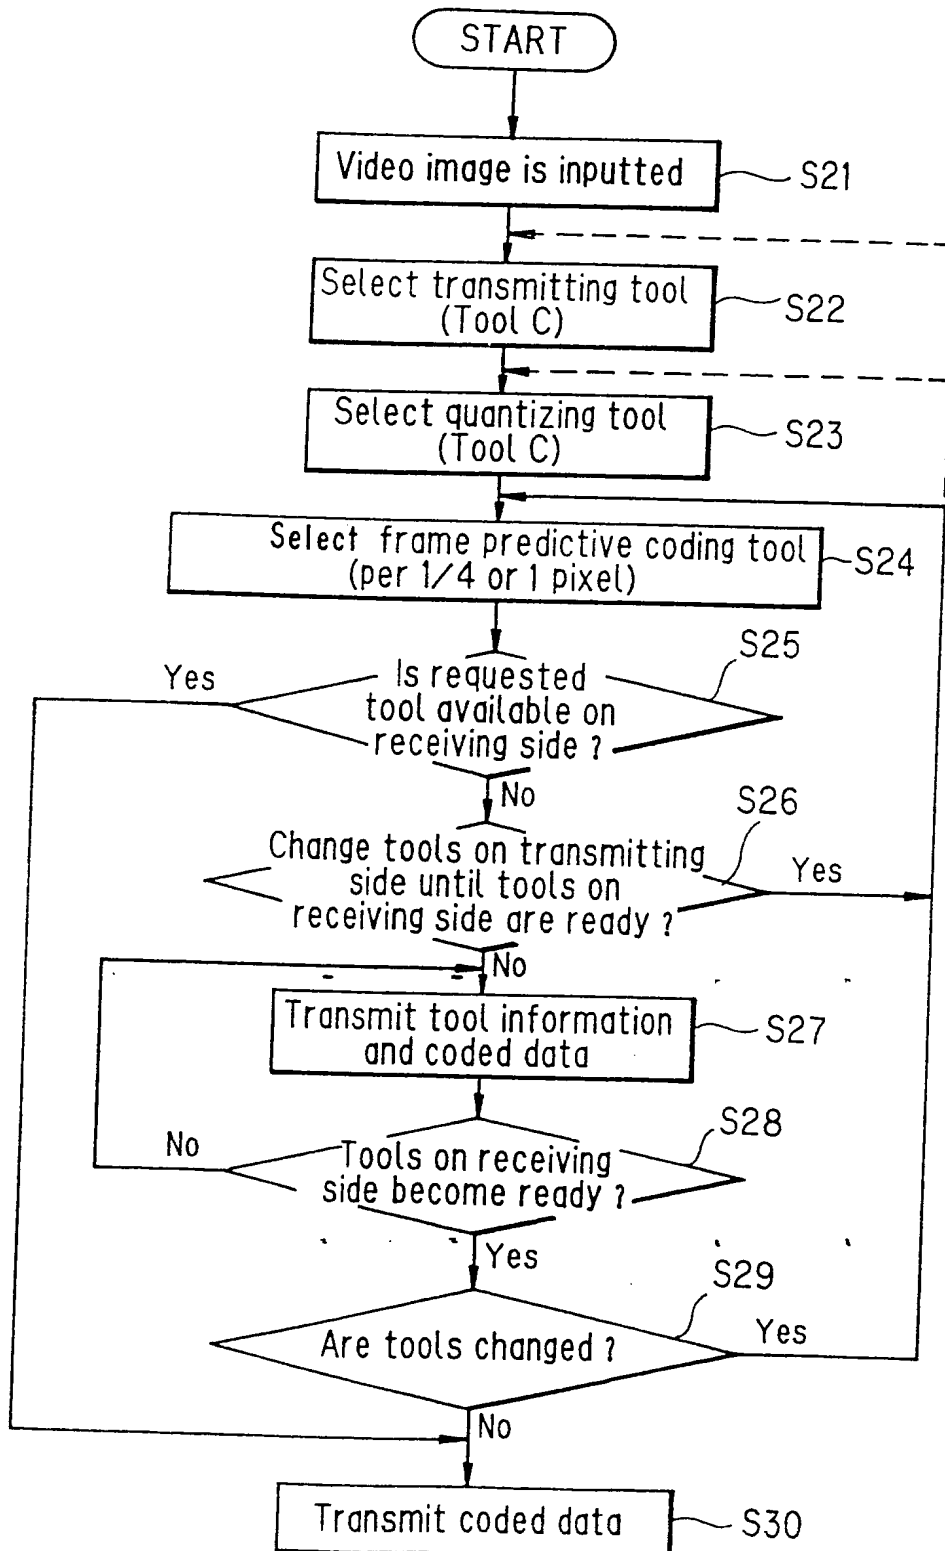 START
Video image is inputted
S21
Select transmitting tool
(Tool C)
S22
Select quantizing tool
(Tool C)
S23
Select frame predictive coding tool
(per 1/4 or 1 pixel)
S24
S25
Yes
Is requested
tool available on
receiving side ?
No
S26
Change tools on transmitting
side until tools on
receiving side are ready ?
Yes
No
Transmit tool information
and coded data
S27
S28
No
Tools on receiving
side become ready ?
Yes
S29
Are tools changed ?
Yes
No
Transmit coded data
S30